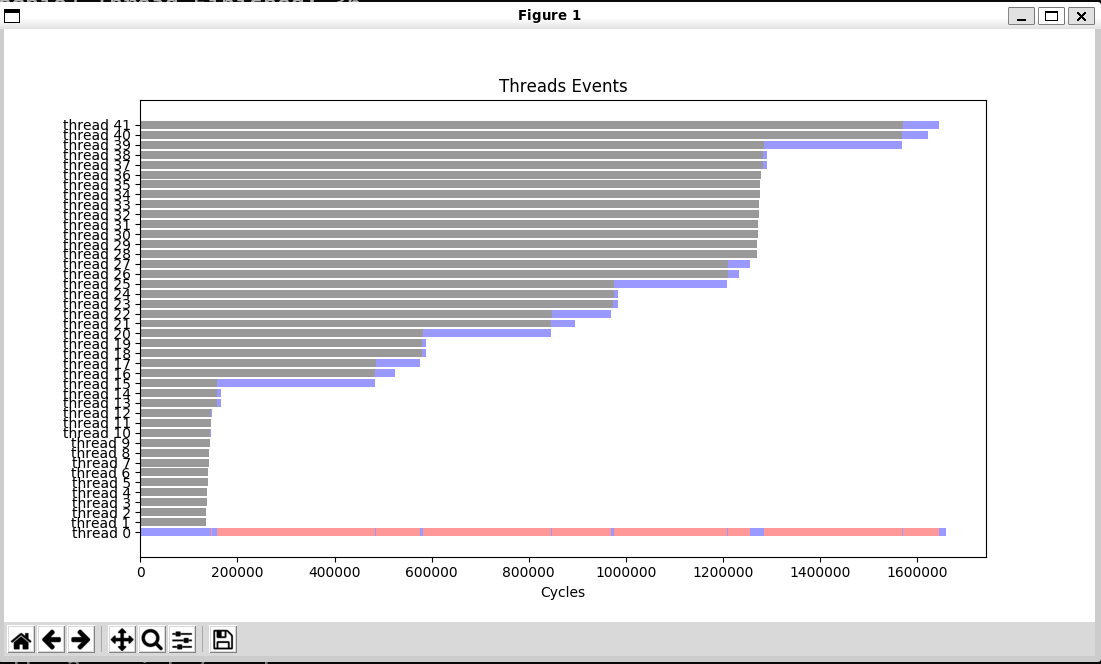 Figure 1
Threads Events
thread 41
thread 40
thread 39
thread 38
thread 37
thread 36
thread 35
thread 34
thread 33
thread 32
thread 31
thread 30
thread 29
thread 28
thread 27
thread 26
thread 25
thread 24
thread 23
thread 22
thread 21
thread 20
thread 19
thread 18
thread 17
thread 16
thread 15
thread 14
thread 13
thread 12
thread 11
thread 10
thread 9
thread 8
thread 7
thread 6
thread 5
thread 4
thread 3
thread 2
thread 1
thread 0
0 200000 400000 600000 800000 1000000 1200000 1400000 1600000
Cycles